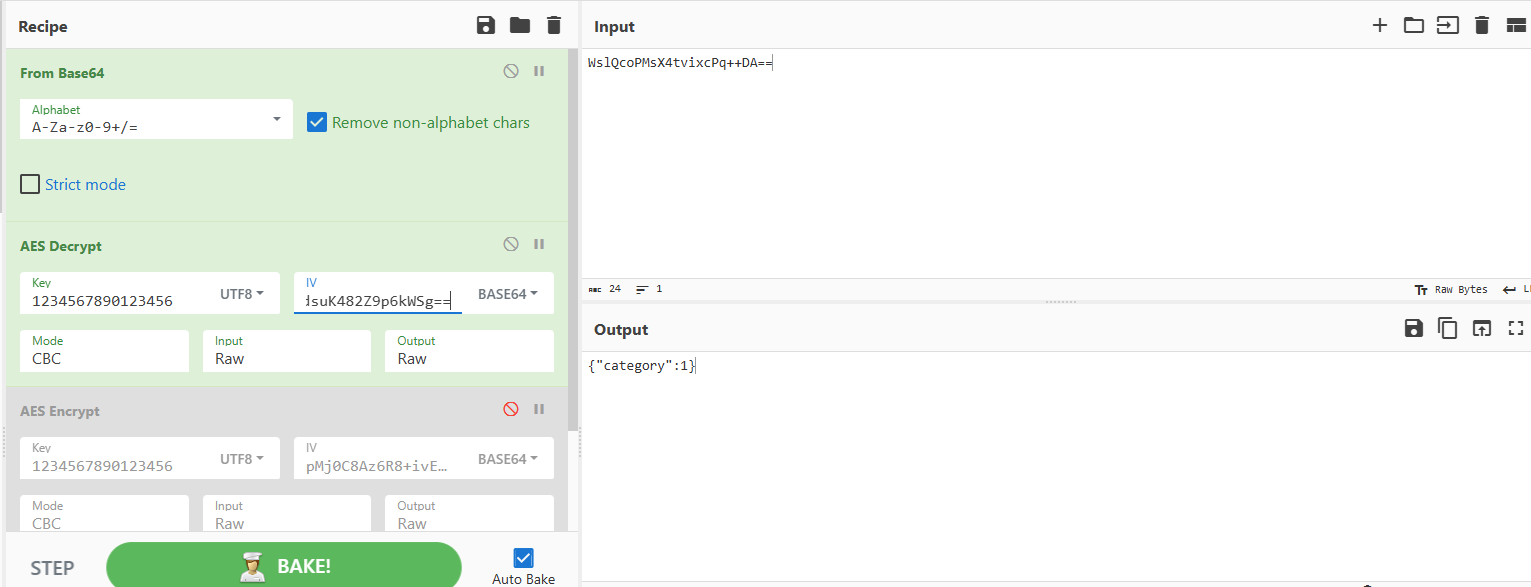 Recipe
From Base64
Alphabet
A-Za-z0-9+/=
Remove non-alphabet chars
Strict mode
AES Decrypt
Key
1234567890123456
UTF8
IV
dsuK482Z9p6kWSg==
BASE64
Mode
CBC
Input
Raw
Output
Raw
AES Encrypt
Key
1234567890123456
UTF8
IV
pMj0C8Az6R8+ivE…
BASE64
Mode
CBC
Input
Raw
Output
Raw
STEP
BAKE!
Auto Bake
Input
WslQcoPMsX4tvixcPq++DA==
ABC 24
1
Tт Raw Bytes
Output
{"category":1}